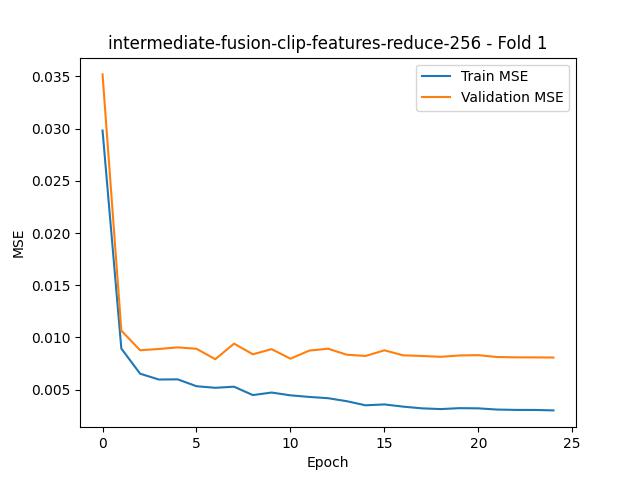 intermediate-fusion-clip-features-reduce-256 - Fold 1
Train MSE
Validation MSE
0.035
0.030
0.025
0.020
0.015
0.010
0.005
MSE
0 5 10 15 20 25
Epoch